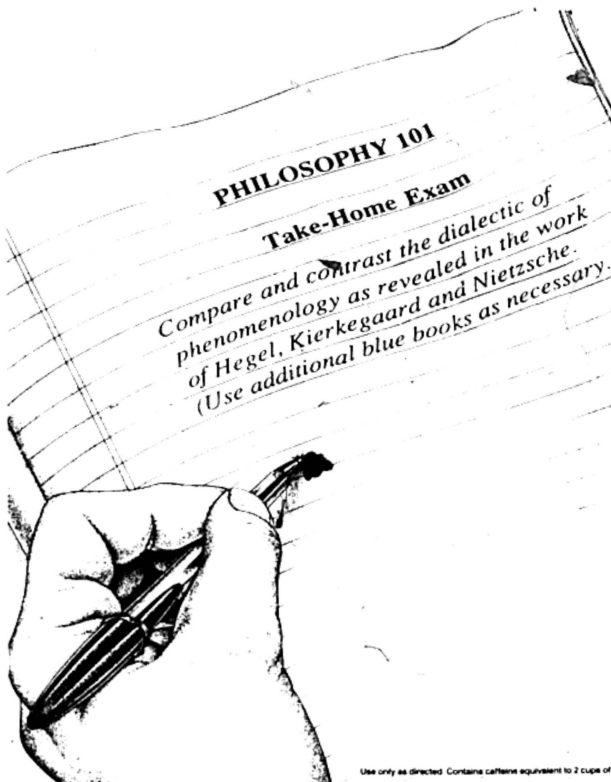 PHILOSOPHY 101
Take-Home Exam
Compare and contrast the dialectic of
phenomenology as revealed in the work
of Hegel, Kierkegaard and Nietzsche.
(Use additional blue books as necessary.
Use only as directed. Contains caffeine equivalent to 2 cups of